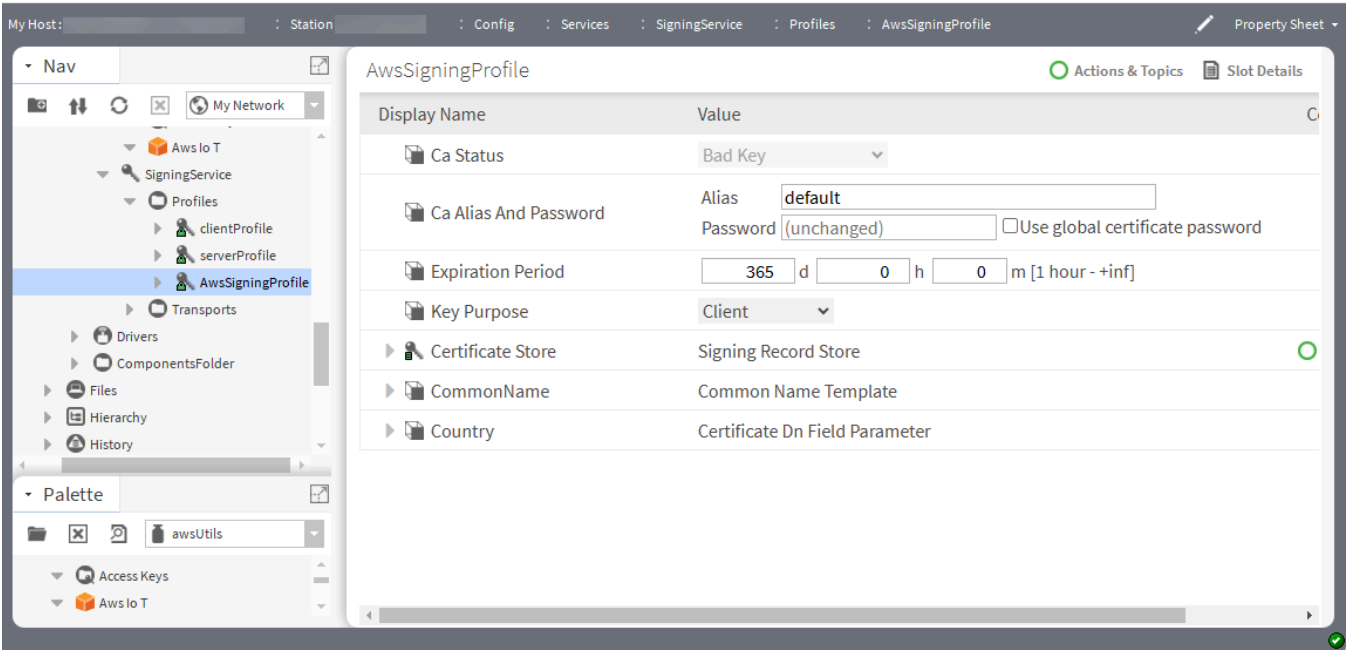 My Host : : Station : Config : Services : SigningService : Profiles : AwsSigningProfile Property Sheet
Nav
My Network
Aws Io T
SigningService
Profiles
clientProfile
serverProfile
AwsSigningProfile
Transports
Drivers
ComponentsFolder
Files
Hierarchy
History
Palette
awsUtils
Access Keys
Aws Io T
AwsSigningProfile Actions & Topics Slot Details
Display Name Value
Ca Status Bad Key
Ca Alias And Password
Alias default
Password (unchanged) Use global certificate password
Expiration Period 365 d 0 h 0 m [1 hour - +inf]
Key Purpose Client
Certificate Store Signing Record Store
CommonName Common Name Template
Country Certificate Dn Field Parameter